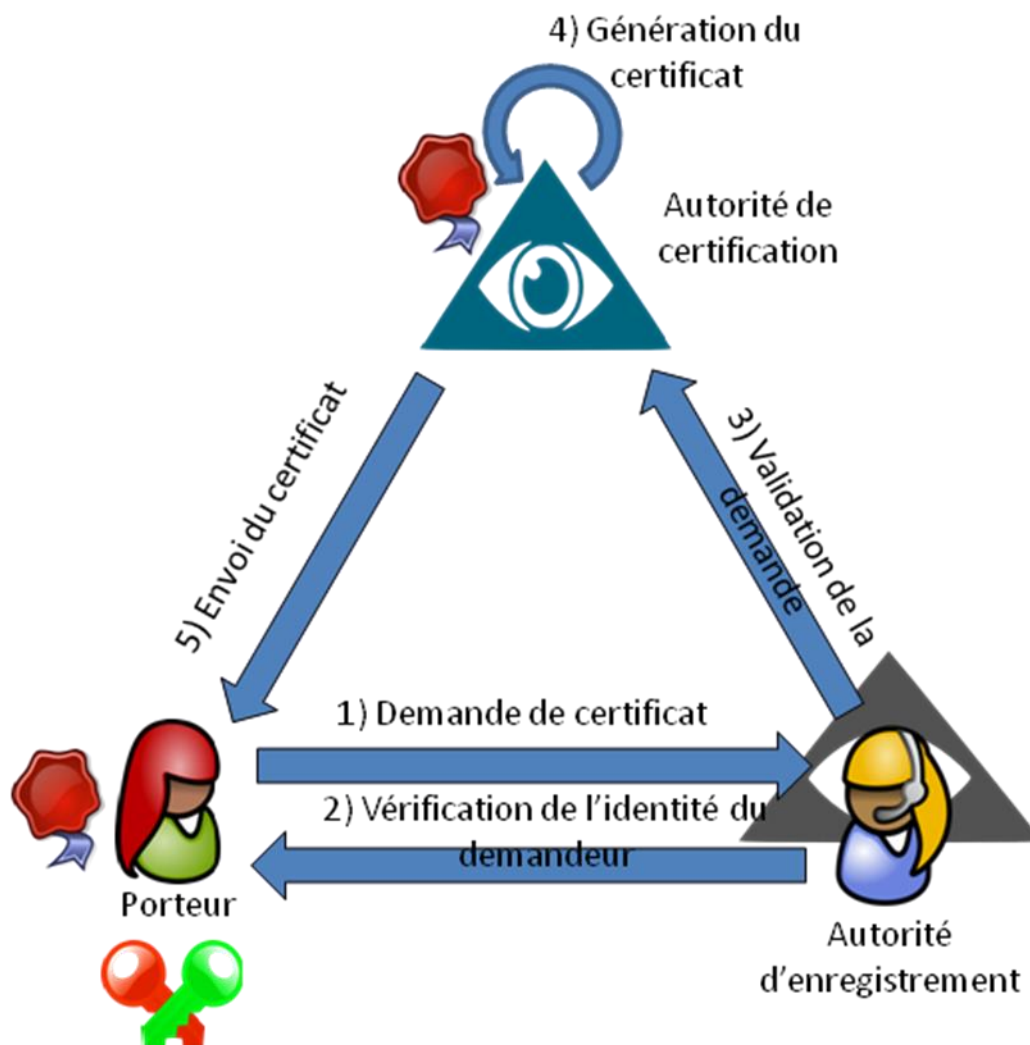 4) Génération du
certificat
Autorité de
certification
5) Envoi du certificat
3) Validation de la
demande
1) Demande de certificat
2) Vérification de l'identité du
demandeur
Porteur
Autorité
d'enregistrement